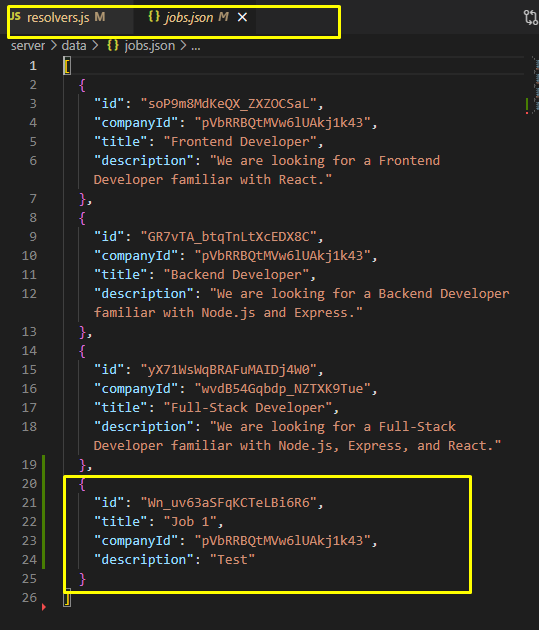 JS resolvers.js M
{} jobs.json M ×
server > data > {} jobs.json > ...
1 [
2 {
3 "id": "soP9m8MdKeQX_ZXZOCSaL",
4 "companyId": "pVbRRBQtMVw6lUAkj1k43",
5 "title": "Frontend Developer",
6 "description": "We are looking for a Frontend
Developer familiar with React."
7 },
8 {
9 "id": "GR7vTA_btqTnLtXcEDX8C",
10 "companyId": "pVbRRBQtMVw6lUAkj1k43",
11 "title": "Backend Developer",
12 "description": "We are looking for a Backend Developer
familiar with Node.js and Express."
13 },
14 {
15 "id": "yX71WsWqBRAFuMAIDj4W0",
16 "companyId": "wvdB54Gqbdp_NZTXK9Tue",
17 "title": "Full-Stack Developer",
18 "description": "We are looking for a Full-Stack
Developer familiar with Node.js, Express, and React."
19 },
20 {
21 "id": "Wn_uv63aSFqKCTeLBi6R6",
22 "title": "Job 1",
23 "companyId": "pVbRRBQtMVw6lUAkj1k43",
24 "description": "Test"
25 }
26 ]